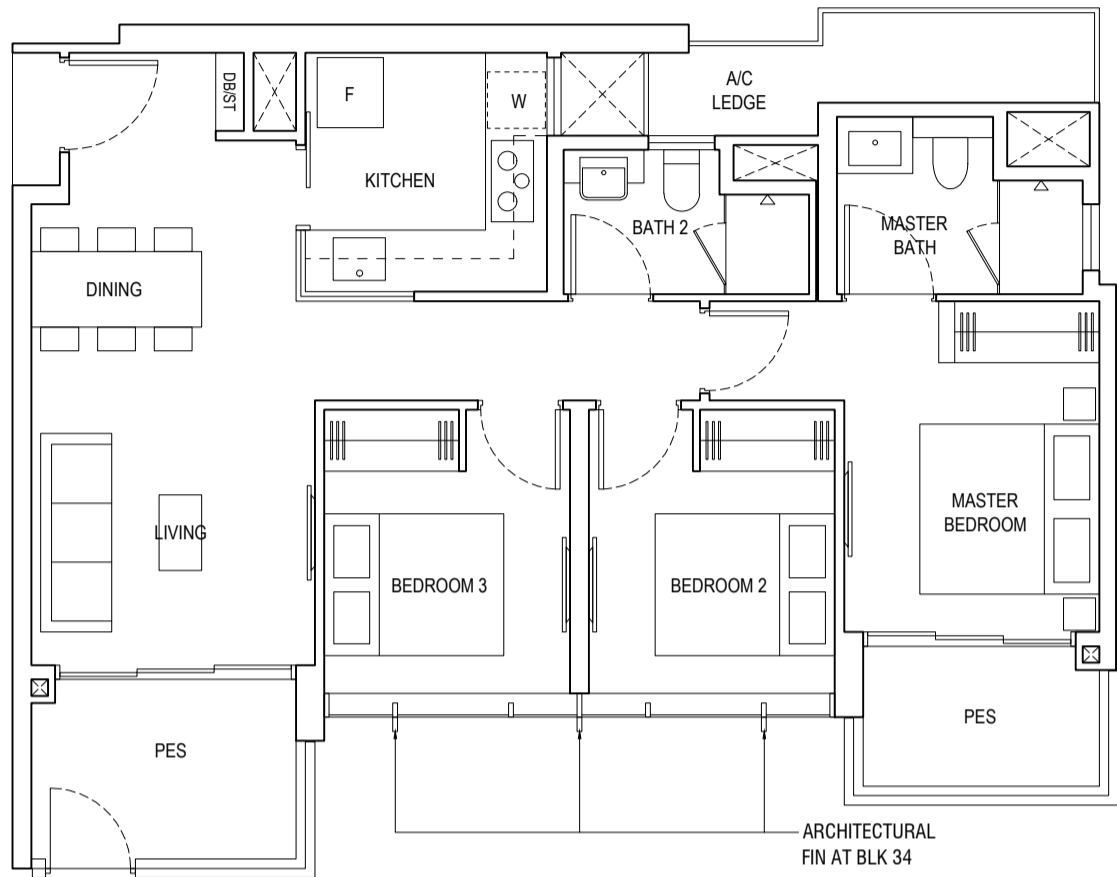 DB/ST
F
W
A/C
LEDGE
KITCHEN
BATH 2
MASTER
BATH
DINING
LIVING
BEDROOM 3
BEDROOM 2
MASTER
BEDROOM
PES
PES
ARCHITECTURAL
FIN AT BLK 34